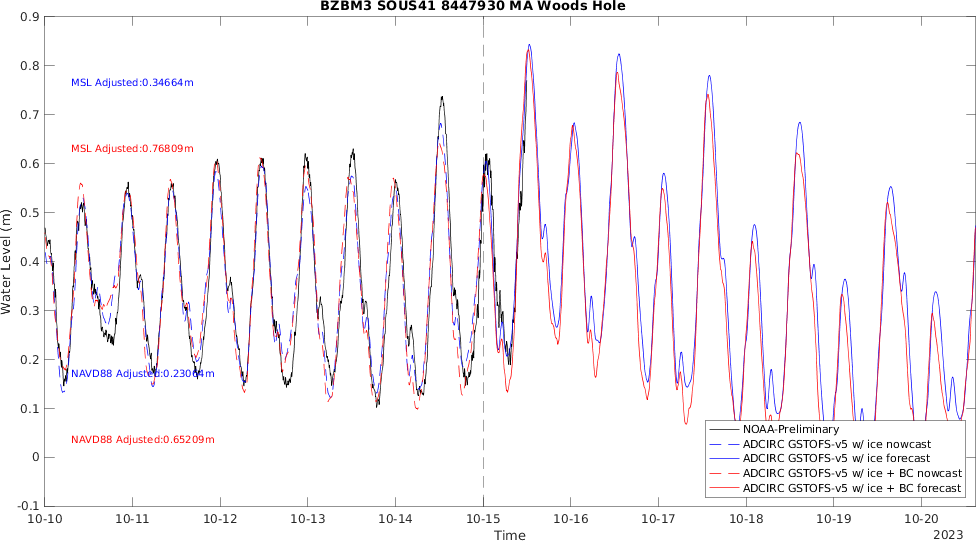 BZBM3 SOUS41 8447930 MA Woods Hole
0.9
0.8
0.7
0.6
0.5
0.4
0.3
0.2
0.1
0
-0.1
Water Level (m)
MSL Adjusted:0.34664m
MSL Adjusted:0.76809m
NAVD88 Adjusted:0.23064m
NAVD88 Adjusted:0.65209m
NOAA-Preliminary
ADCIRC GSTOFS-v5 w/ ice nowcast
ADCIRC GSTOFS-v5 w/ ice forecast
ADCIRC GSTOFS-v5 w/ ice + BC nowcast
ADCIRC GSTOFS-v5 w/ ice + BC forecast
10-10 10-11 10-12 10-13 10-14 10-15 10-16 10-17 10-18 10-19 10-20
Time
2023